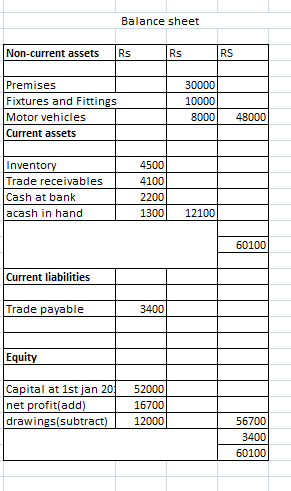 Balance sheet
Non-current assets Rs Rs RS
Premises 30000
Fixtures and Fittings 10000
Motor vehicles 8000 48000
Current assets
Inventory 4500
Trade receivables 4100
Cash at bank 2200
acash in hand 1300 12100
60100
Current liabilities
Trade payable 3400
Equity
Capital at 1st jan 20 52000
net profit(add) 16700
drawings(subtract) 12000 56700
3400
60100